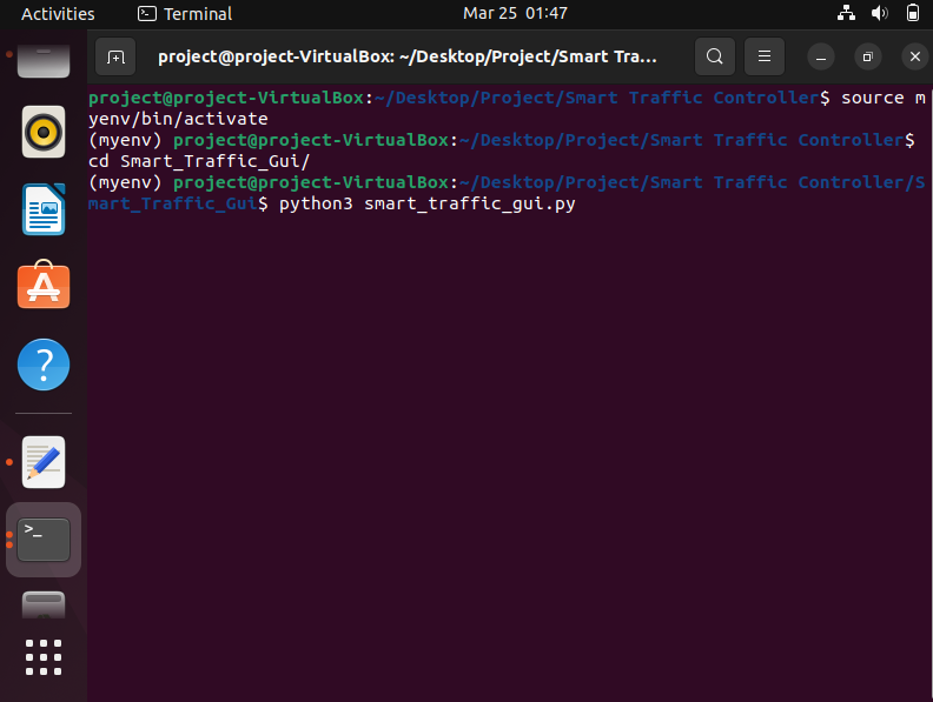 Activities Terminal Mar 25 01:47
project@project-VirtualBox: ~/Desktop/Project/Smart Tra...
project@project-VirtualBox:~/Desktop/Project/Smart Traffic Controller$ source m
yenv/bin/activate
(myenv) project@project-VirtualBox:~/Desktop/Project/Smart Traffic Controller$
cd Smart_Traffic_Gui/
(myenv) project@project-VirtualBox:~/Desktop/Project/Smart Traffic Controller/S
mart_Traffic_Gui$ python3 smart_traffic_gui.py